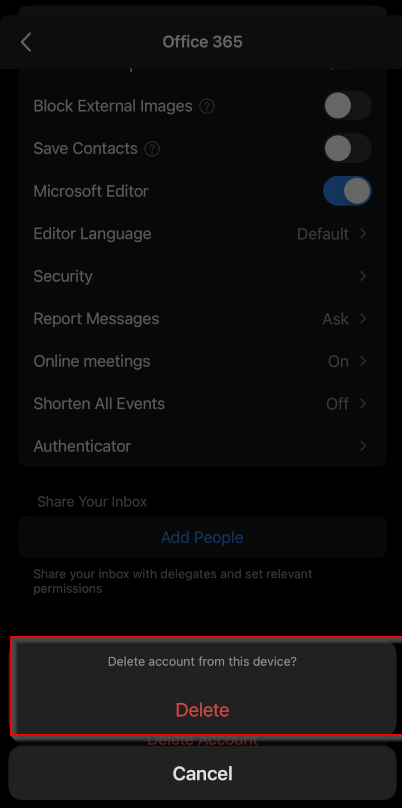 Office 365
Block External Images ?
Save Contacts ?
Microsoft Editor
Editor Language Default
Security
Report Messages Ask
Online meetings On
Shorten All Events Off
Authenticator
Share Your Inbox
Add People
Share your inbox with delegates and set relevant
permissions
Delete account from this device?
Delete
Delete Account
Cancel